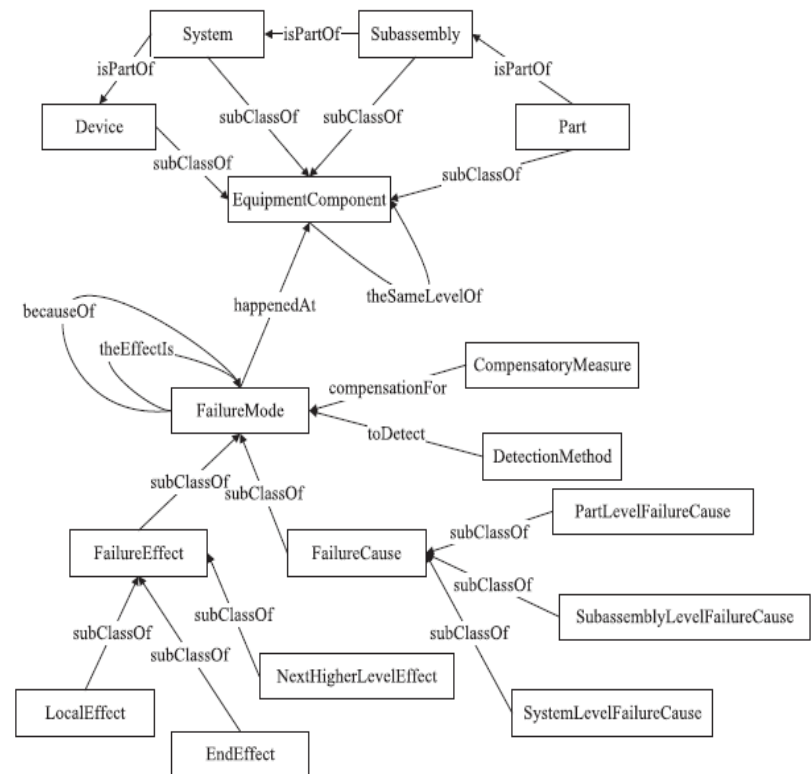 System
isPartOf
Subassembly
isPartOf
isPartOf
Device
subClassOf
subClassOf
Part
subClassOf
subClassOf
EquipmentComponent
happenedAt
theSameLevelOf
becauseOf
theEffectIs
CompensatoryMeasure
compensationFor
FailureMode
toDetect
DetectionMethod
subClassOf
subClassOf
PartLevelFailureCause
subClassOf
FailureEffect
FailureCause
subClassOf
subClassOf
SubassemblyLevelFailureCause
subClassOf
subClassOf
subClassOf
NextHigherLevelEffect
LocalEffect
SystemLevelFailureCause
EndEffect